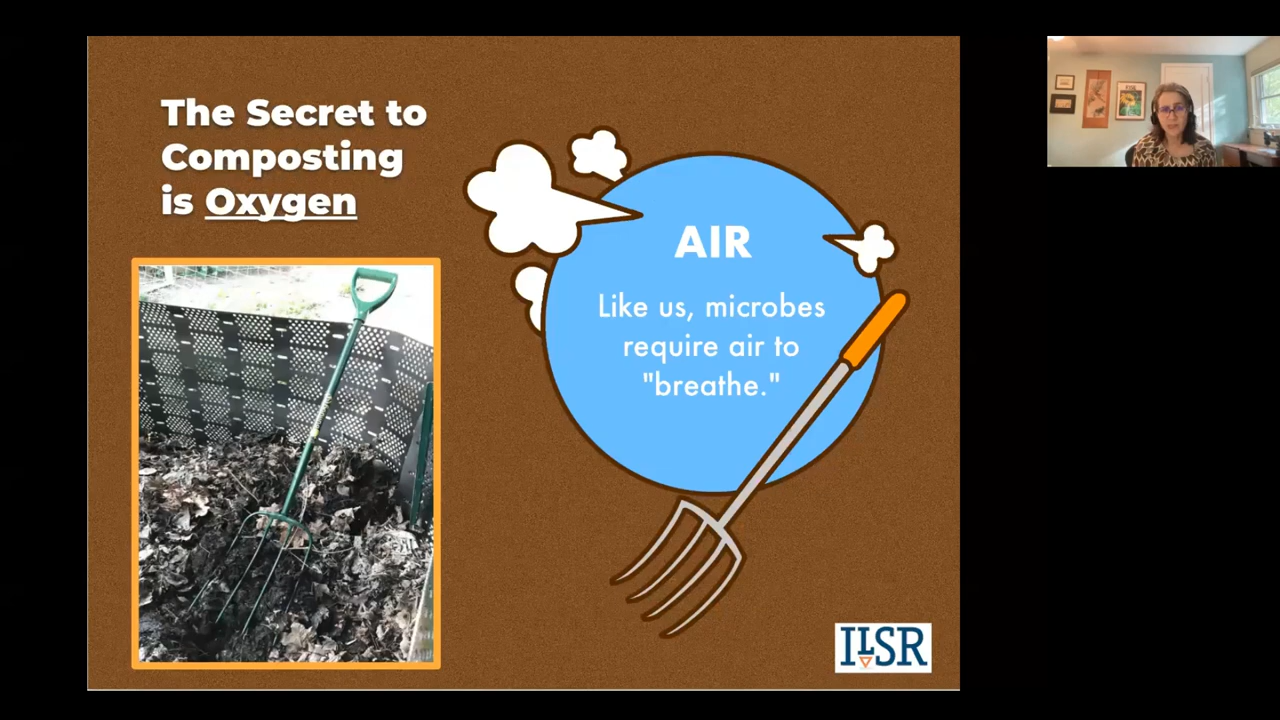 The Secret to
Composting
is Oxygen
AIR
Like us, microbes
require air to
"breathe."
ILSR